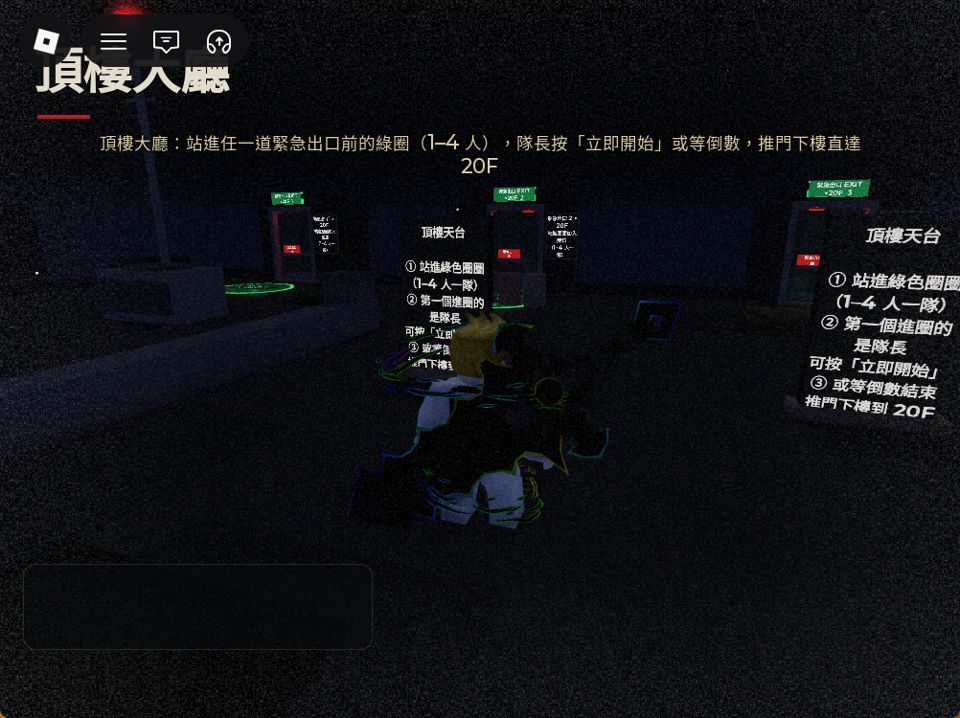 頂樓大廳
頂樓大廳：站進任一道緊急出口前的綠圈（1–4 人），隊長按「立即開始」或等倒數，推門下樓直達
20F
緊急出口 EXIT
頂樓天台
① 站進綠色圈圈
（1–4 人一隊）
② 第一個進圈的
是隊長
頂樓天台
① 站進綠色圈圈
（1–4 人一隊）
② 第一個進圈的
是隊長
可按「立即開始」
③ 或等倒數結束
推門下樓到 20F